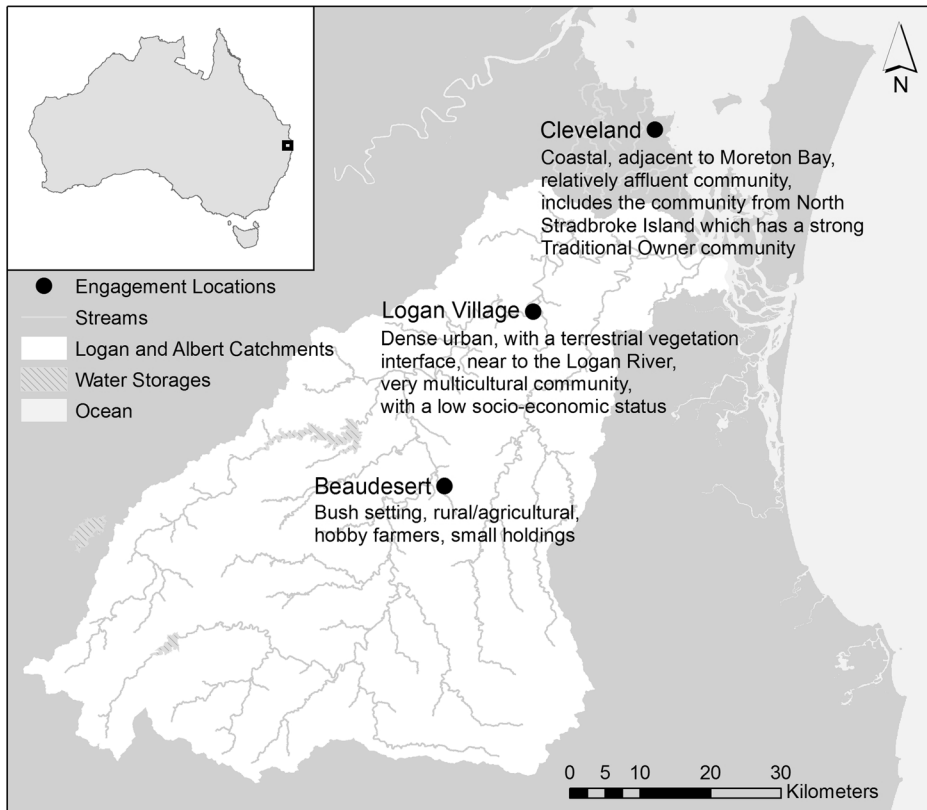 N
Cleveland
Coastal, adjacent to Moreton Bay,
relatively affluent community,
includes the community from North
Stradbroke Island which has a strong
Traditional Owner community
Engagement Locations
Streams
Logan and Albert Catchments
Water Storages
Ocean
Logan Village
Dense urban, with a terrestrial vegetation
interface, near to the Logan River,
very multicultural community,
with a low socio-economic status
Beaudesert
Bush setting, rural/agricultural,
hobby farmers, small holdings
0 5 10 20 30
Kilometers